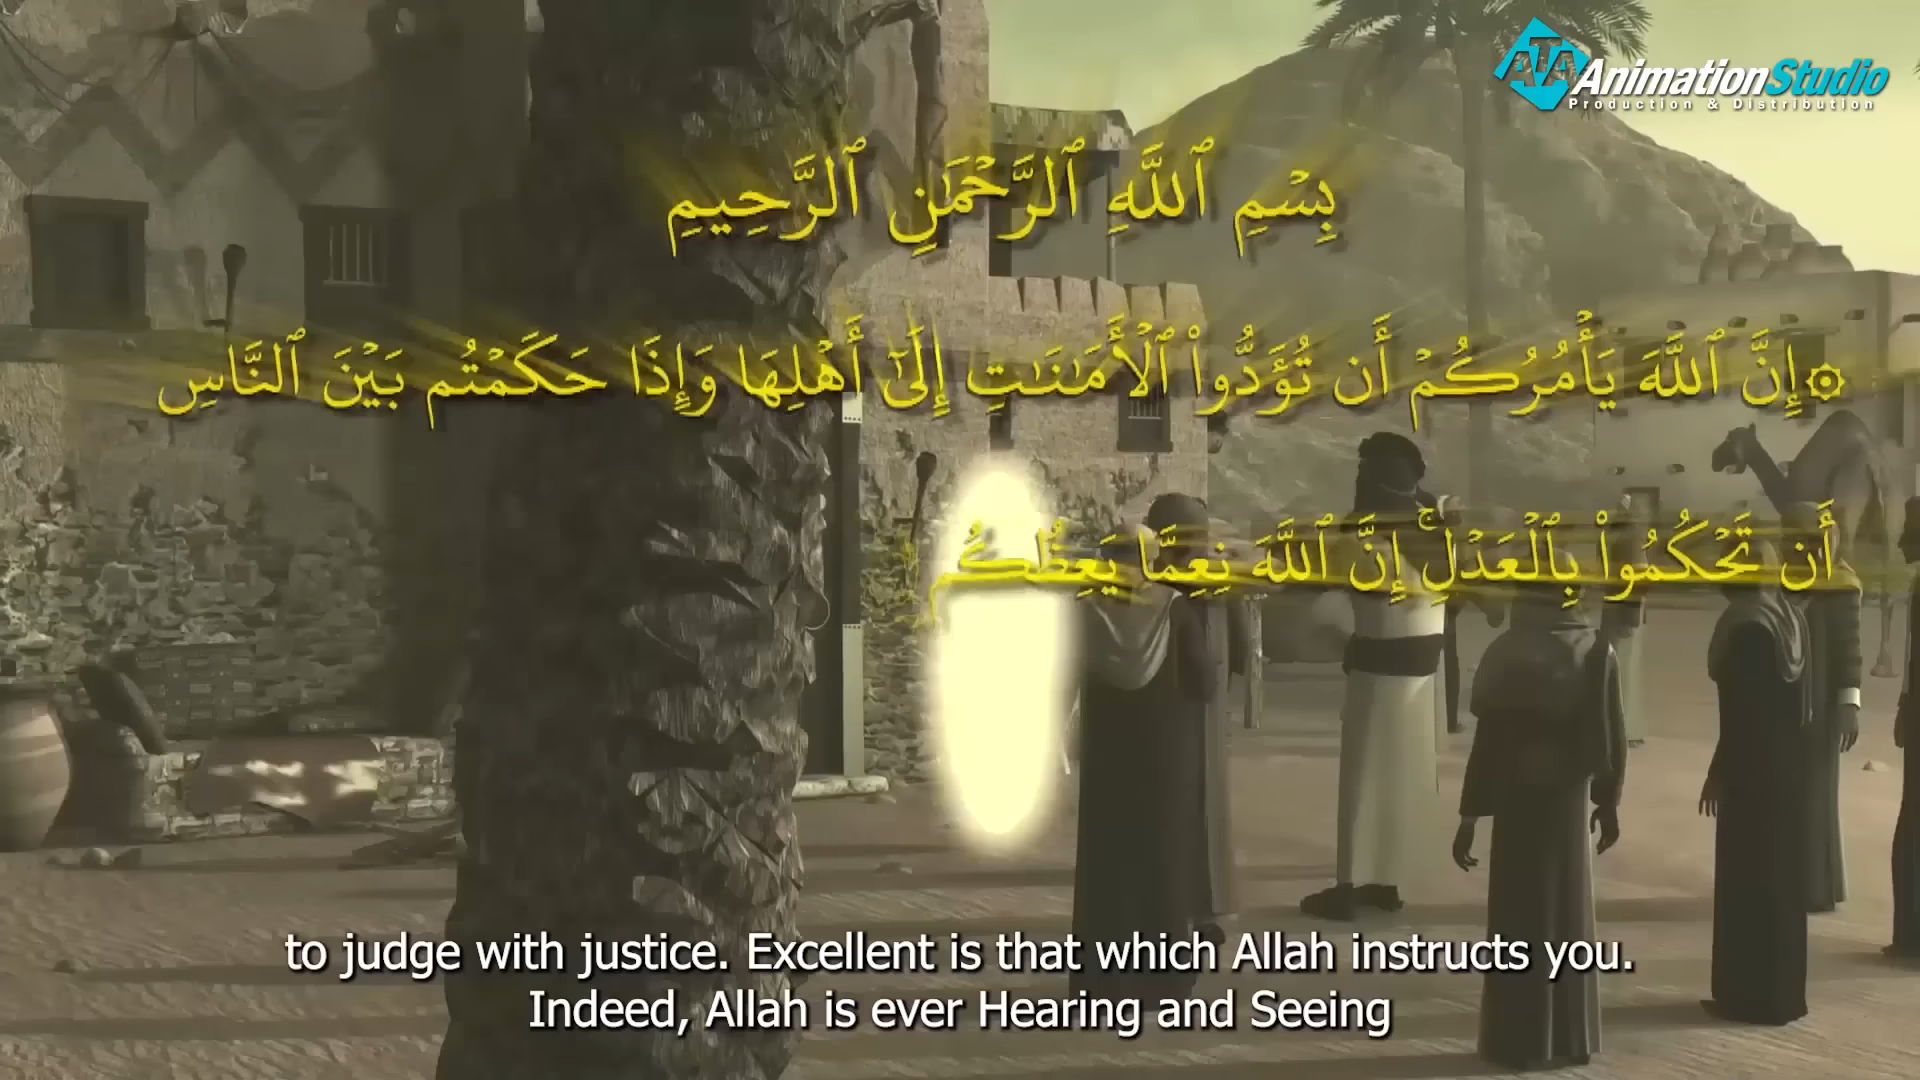 ATA AnimationStudio
Production & Distribution
بِسۡمِ ٱللَّهِ ٱلرَّحۡمَٰنِ ٱلرَّحِيمِ
۞إِنَّ ٱللَّهَ يَأۡمُرُكُمۡ أَن تُؤَدُّواْ ٱلۡأَمَٰنَٰتِ إِلَىٰٓ أَهۡلِهَا وَإِذَا حَكَمۡتُم بَيۡنَ ٱلنَّاسِ
أَن تَحۡكُمُواْ بِٱلۡعَدۡلِۚ إِنَّ ٱللَّهَ نِعِمَّا يَعِظُكُم
to judge with justice. Excellent is that which Allah instructs you.
Indeed, Allah is ever Hearing and Seeing